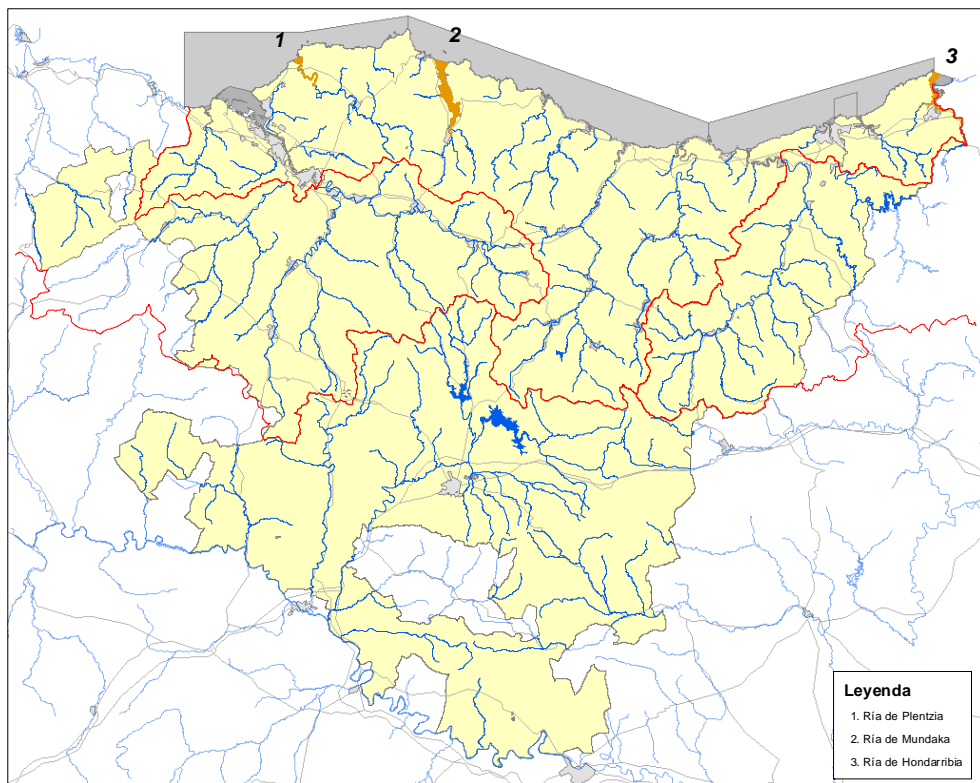 1
2
3
Leyenda
1. Ría de Plentzia
2. Ría de Mundaka
3. Ría de Hondarribia